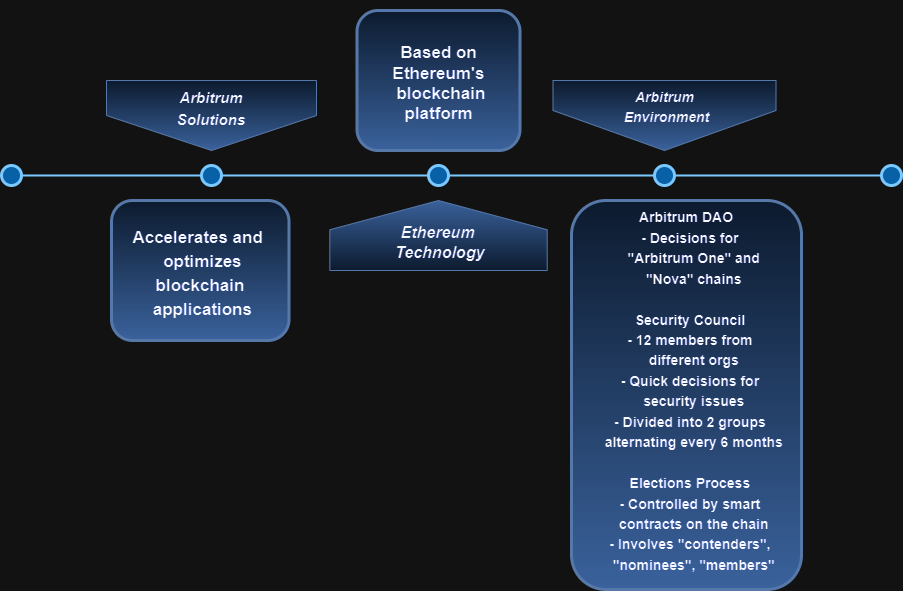 Based on
Ethereum's
blockchain
platform
Arbitrum
Solutions
Arbitrum
Environment
Accelerates and
optimizes
blockchain
applications
Ethereum
Technology
Arbitrum DAO
- Decisions for
"Arbitrum One" and
"Nova" chains
Security Council
- 12 members from
different orgs
- Quick decisions for
security issues
- Divided into 2 groups
alternating every 6 months
Elections Process
- Controlled by smart
contracts on the chain
- Involves "contenders",
"nominees", "members"